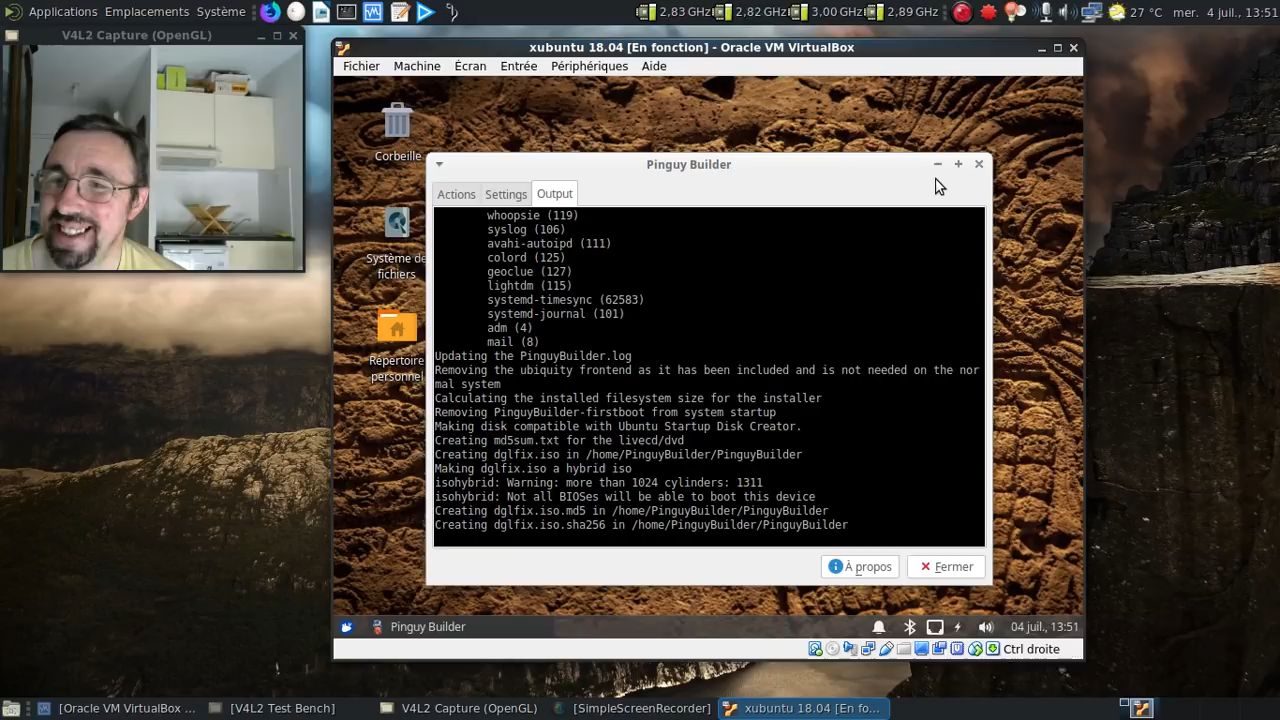 Applications Emplacements Système
2,83 GHz 2,82 GHz 3,00 GHz 2,89 GHz 27 °C mer. 4 juil., 13:51
V4L2 Capture (OpenGL)
xubuntu 18.04 [En fonction] - Oracle VM VirtualBox
Fichier Machine Écran Entrée Périphériques Aide
Corbeille
Système de
fichiers
Répertoire
personnel
Pinguy Builder
Actions Settings Output
whoopsie (119)
syslog (106)
avahi-autoipd (111)
colord (125)
geoclue (127)
lightdm (115)
systemd-timesync (62583)
systemd-journal (101)
adm (4)
mail (8)
Updating the PinguyBuilder.log
Removing the ubiquity frontend as it has been included and is not needed on the nor
mal system
Calculating the installed filesystem size for the installer
Removing PinguyBuilder-firstboot from system startup
Making disk compatible with Ubuntu Startup Disk Creator.
Creating md5sum.txt for the livecd/dvd
Creating dglfix.iso in /home/PinguyBuilder/PinguyBuilder
Making dglfix.iso a hybrid iso
isohybrid: Warning: more than 1024 cylinders: 1311
isohybrid: Not all BIOSes will be able to boot this device
Creating dglfix.iso.md5 in /home/PinguyBuilder/PinguyBuilder
Creating dglfix.iso.sha256 in /home/PinguyBuilder/PinguyBuilder
À propos Fermer
Pinguy Builder 04 juil., 13:51
Ctrl droite
[Oracle VM VirtualBox ... [V4L2 Test Bench] V4L2 Capture (OpenGL) [SimpleScreenRecorder] xubuntu 18.04 [En fo...